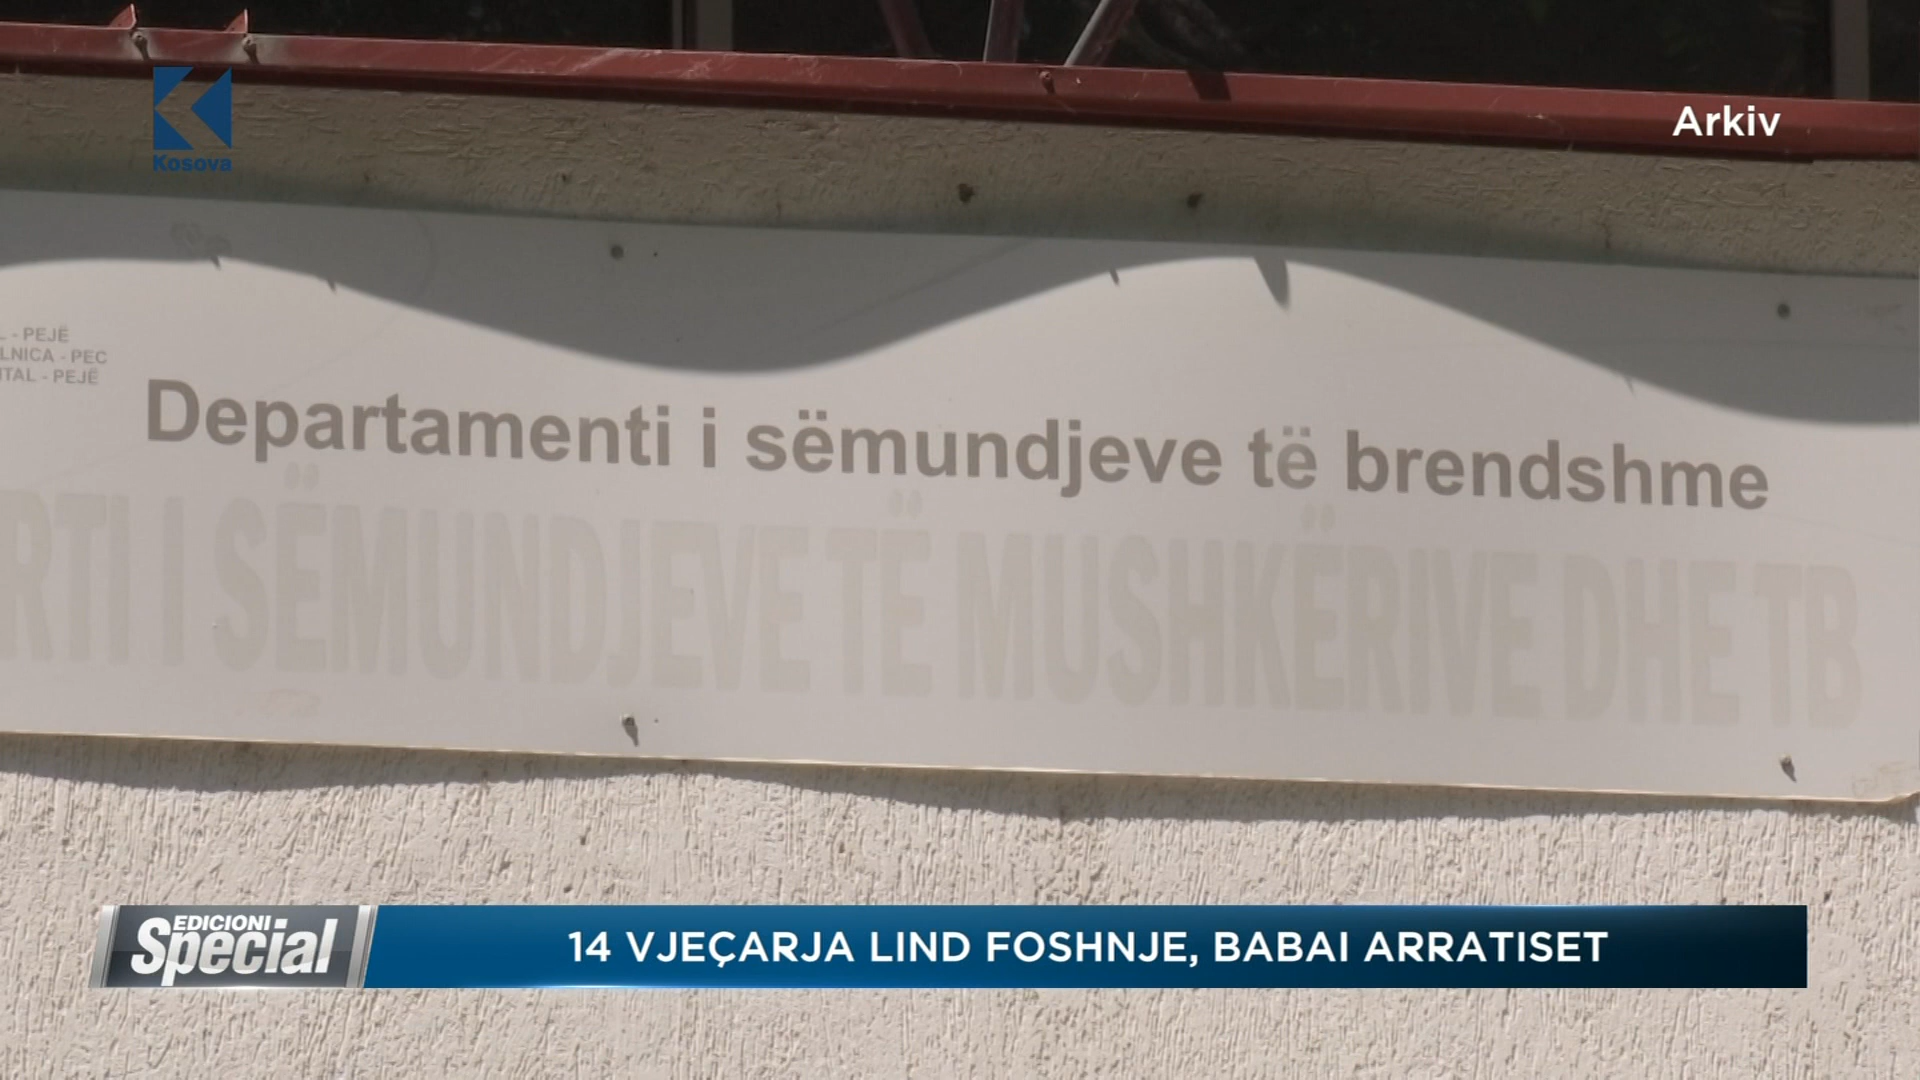 Kosova
Arkiv
- PEJË
LNICA - PEC
ITAL - PEJË
Departamenti i sëmundjeve të brendshme
RTI I SËMUNDJEVE TË MUSHKËRIVE DHE TB
EDICIONI
Special
14 VJEÇARJA LIND FOSHNJE, BABAI ARRATISET